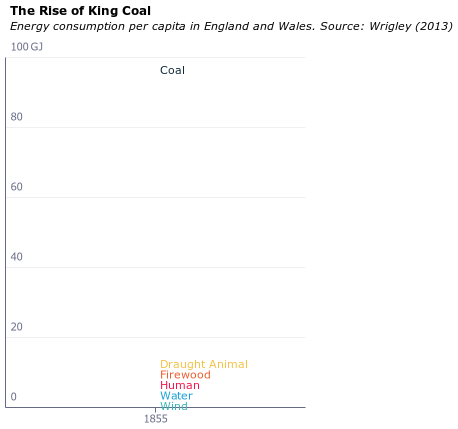 The Rise of King Coal
Energy consumption per capita in England and Wales. Source: Wrigley (2013)
100 GJ
Coal
80
60
40
20
Draught Animal
Firewood
Human
Water
0
Wind
1855